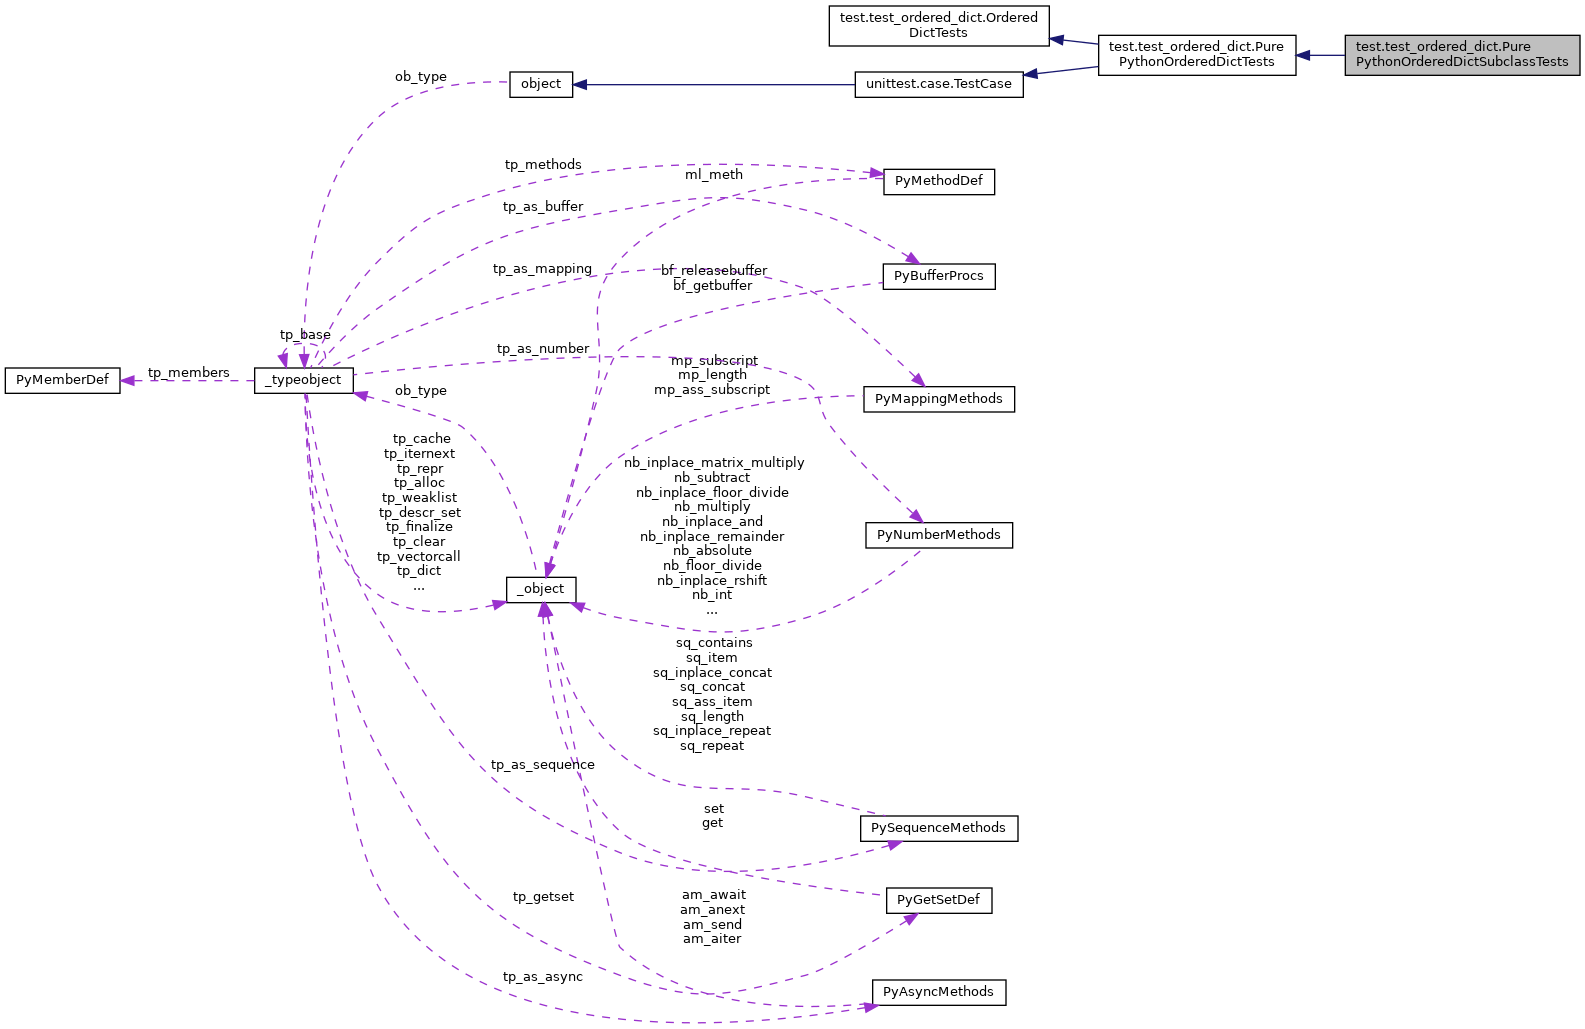 test.test_ordered_dict.Ordered
DictTests
test.test_ordered_dict.Pure
PythonOrderedDictTests
test.test_ordered_dict.Pure
PythonOrderedDictSubclassTests
ob_type
object
unittest.case.TestCase
tp_methods
ml_meth
PyMethodDef
tp_as_buffer
tp_as_mapping
bf_releasebuffer
bf_getbuffer
PyBufferProcs
tp_base
tp_as_number
mp_subscript
mp_length
mp_ass_subscript
PyMemberDef
tp_members
_typeobject
ob_type
PyMappingMethods
tp_cache
tp_iternext
tp_repr
tp_alloc
tp_weaklist
tp_descr_set
tp_finalize
tp_clear
tp_vectorcall
tp_dict
...
nb_inplace_matrix_multiply
nb_subtract
nb_inplace_floor_divide
nb_multiply
nb_inplace_and
nb_inplace_remainder
nb_absolute
nb_floor_divide
nb_inplace_rshift
nb_int
...
PyNumberMethods
_object
sq_contains
sq_item
sq_inplace_concat
sq_concat
sq_ass_item
sq_length
sq_inplace_repeat
sq_repeat
tp_as_sequence
set
get
PySequenceMethods
tp_getset
am_await
am_anext
am_send
am_aiter
PyGetSetDef
tp_as_async
PyAsyncMethods